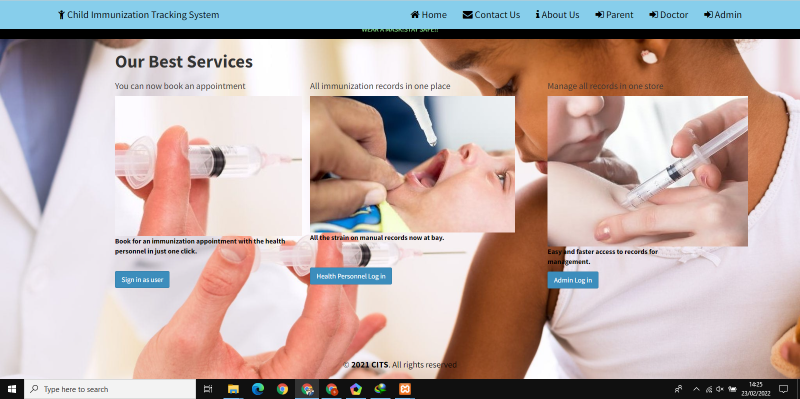 Child Immunization Tracking System
Home Contact Us About Us Parent Doctor Admin
WEAR A MASK!STAY SAFE!!
Our Best Services
You can now book an appointment
All immunization records in one place
Manage all records in one store
Book for an immunization appointment with the health
personnel in just one click.
Sign in as user
All the strain on manual records now at bay.
Health Personnel Log in
Easy and faster access to records for
management.
Admin Log in
© 2021 CITS. All rights reserved
Type here to search
14:25
23/02/2022